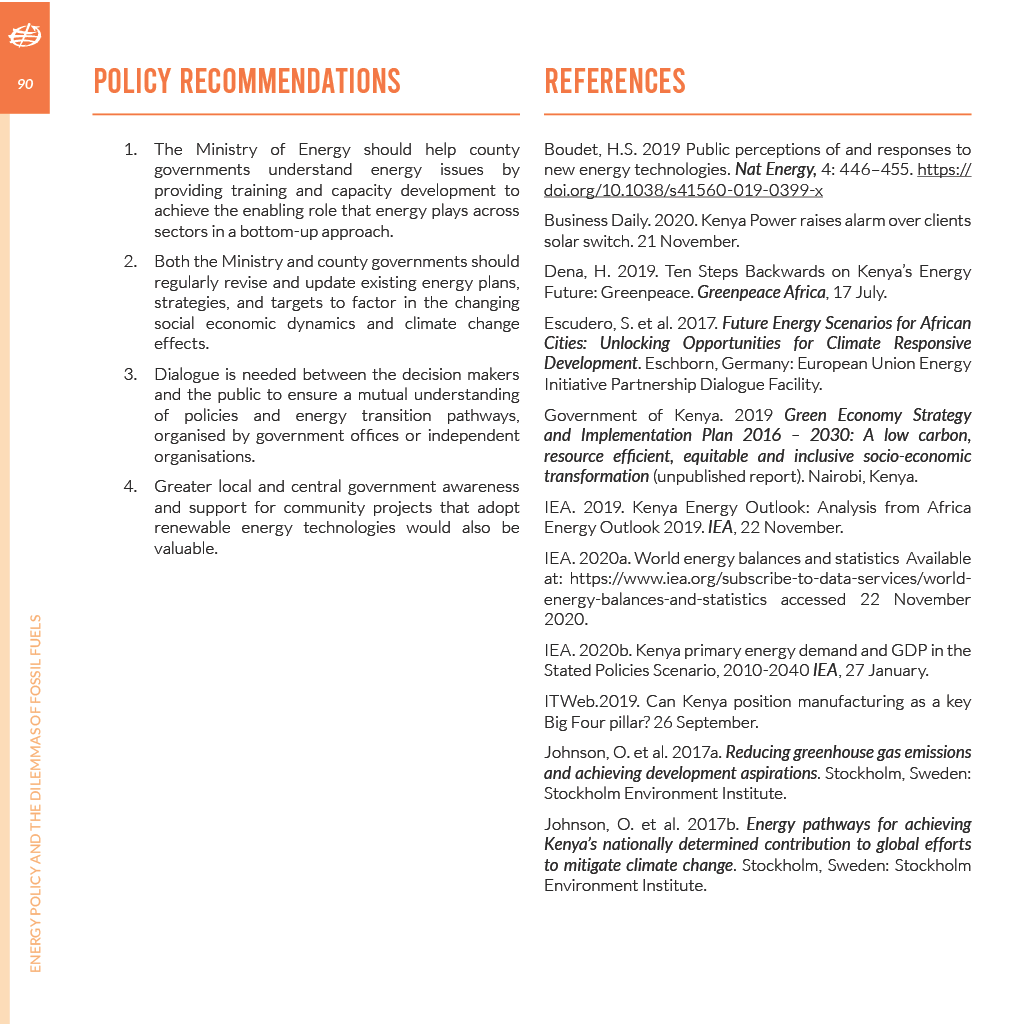 90
POLICY RECOMMENDATIONS
1. The Ministry of Energy should help county
governments understand energy issues by
providing training and capacity development to
achieve the enabling role that energy plays across
sectors in a bottom-up approach.
2. Both the Ministry and county governments should
regularly revise and update existing energy plans,
strategies, and targets to factor in the changing
social economic dynamics and climate change
effects.
3. Dialogue is needed between the decision makers
and the public to ensure a mutual understanding
of policies and energy transition pathways,
organised by government offices or independent
organisations.
4. Greater local and central government awareness
and support for community projects that adopt
renewable energy technologies would also be
valuable.
REFERENCES
Boudet, H.S. 2019 Public perceptions of and responses to
new energy technologies. Nat Energy, 4: 446–455. https://
doi.org/10.1038/s41560-019-0399-x
Business Daily. 2020. Kenya Power raises alarm over clients
solar switch. 21 November.
Dena, H. 2019. Ten Steps Backwards on Kenya’s Energy
Future: Greenpeace. Greenpeace Africa, 17 July.
Escudero, S. et al. 2017. Future Energy Scenarios for African
Cities: Unlocking Opportunities for Climate Responsive
Development. Eschborn, Germany: European Union Energy
Initiative Partnership Dialogue Facility.
Government of Kenya. 2019 Green Economy Strategy
and Implementation Plan 2016 – 2030: A low carbon,
resource efficient, equitable and inclusive socio-economic
transformation (unpublished report). Nairobi, Kenya.
IEA. 2019. Kenya Energy Outlook: Analysis from Africa
Energy Outlook 2019. IEA, 22 November.
IEA. 2020a. World energy balances and statistics Available
at: https://www.iea.org/subscribe-to-data-services/world-
energy-balances-and-statistics accessed 22 November
2020.
IEA. 2020b. Kenya primary energy demand and GDP in the
Stated Policies Scenario, 2010-2040 IEA, 27 January.
ITWeb.2019. Can Kenya position manufacturing as a key
Big Four pillar? 26 September.
Johnson, O. et al. 2017a. Reducing greenhouse gas emissions
and achieving development aspirations. Stockholm, Sweden:
Stockholm Environment Institute.
Johnson, O. et al. 2017b. Energy pathways for achieving
Kenya’s nationally determined contribution to global efforts
to mitigate climate change. Stockholm, Sweden: Stockholm
Environment Institute.
ENERGY POLICY AND THE DILEMMAS OF FOSSIL FUELS